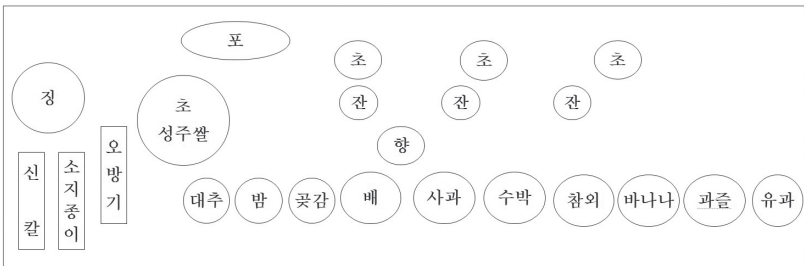 포
초
초
초
징
초
성주쌀
잔
잔
잔
향
오방기
신칼
소지종이
대추
밤
곶감
배
사과
수박
참외
바나나
과즐
유과